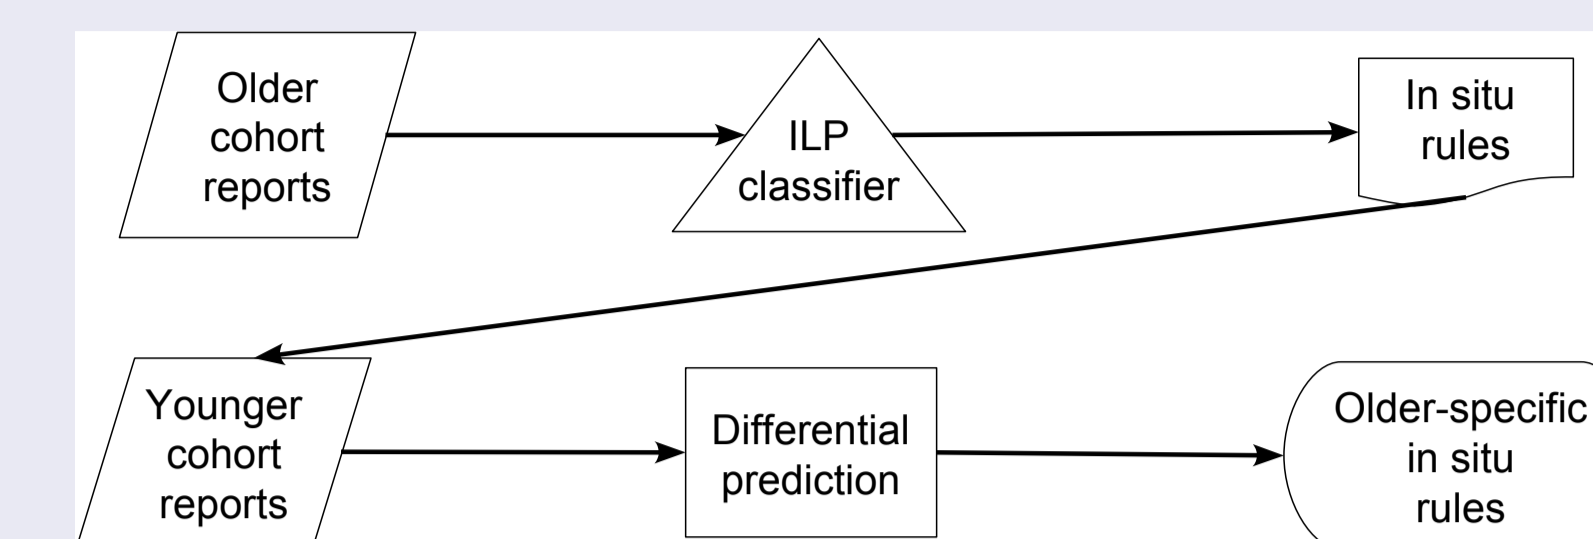 Older
cohort
reports
ILP
classifier
In situ
rules
Younger
cohort
reports
Differential
prediction
Older-specific
in situ
rules